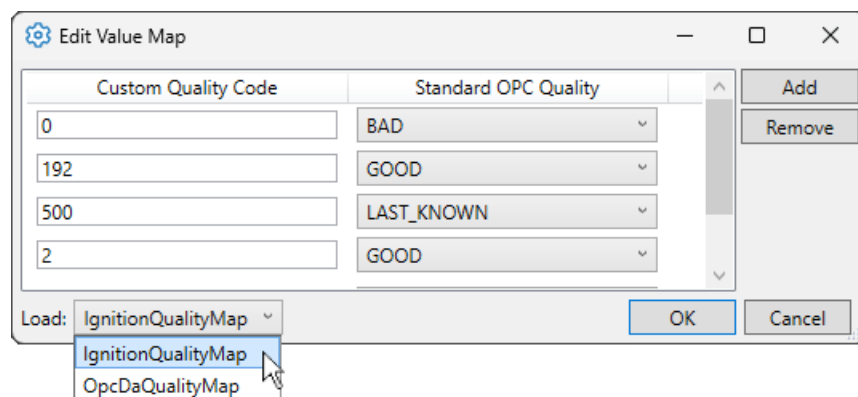 Edit Value Map
Custom Quality Code Standard OPC Quality Add
Remove
0 BAD
192 GOOD
500 LAST_KNOWN
2 GOOD
Load: IgnitionQualityMap OK Cancel
IgnitionQualityMap
OpcDaQualityMap